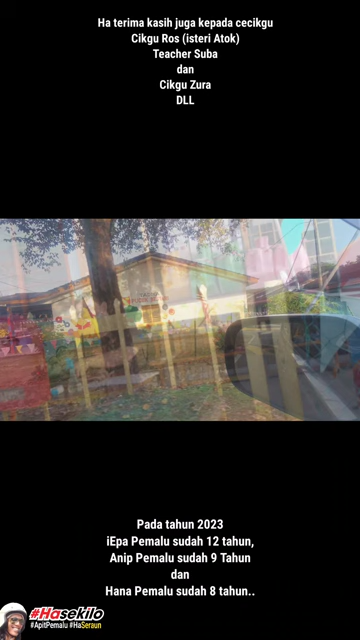 Ha terima kasih juga kepada cecikgu
Cikgu Ros (isteri Atok)
Teacher Suba
dan
Cikgu Zura
DLL
Pada tahun 2023
iEpa Pemalu sudah 12 tahun,
Anip Pemalu sudah 9 Tahun
dan
Hana Pemalu sudah 8 tahun..
#Hasekilo
#ApitPemalu #HaSeraun